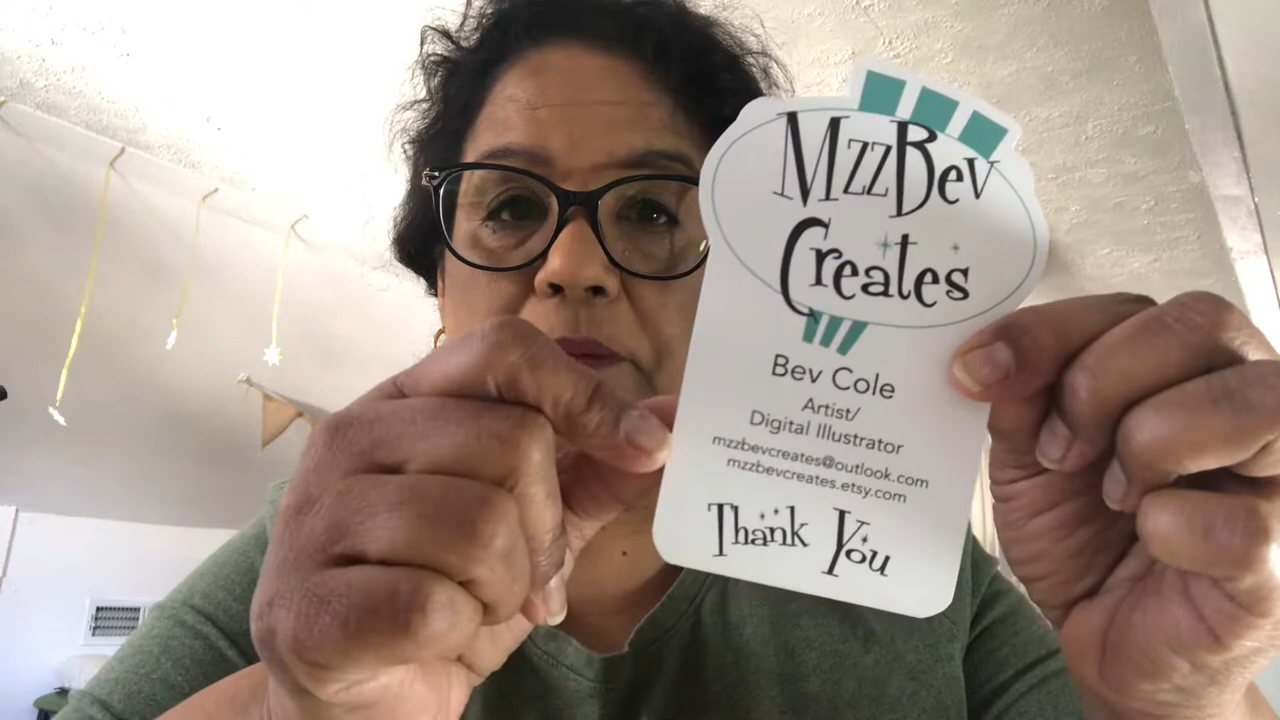 MzzBev
Creates
Bev Cole
Artist/
Digital Illustrator
mzzbevcreates@outlook.com
mzzbevcreates.etsy.com
Thank You